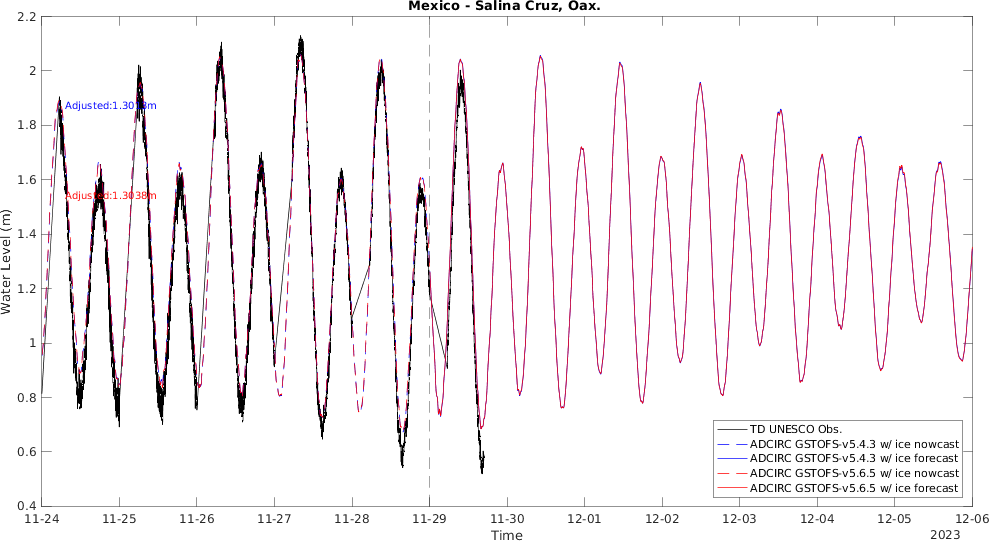 Mexico - Salina Cruz, Oax.
2.2
2
1.8
1.6
1.4
1.2
1
0.8
0.6
0.4
Water Level (m)
Adjusted:1.3038m
TD UNESCO Obs.
ADCIRC GSTOFS-v5.4.3 w/ ice nowcast
ADCIRC GSTOFS-v5.4.3 w/ ice forecast
ADCIRC GSTOFS-v5.6.5 w/ ice nowcast
ADCIRC GSTOFS-v5.6.5 w/ ice forecast
11-24 11-25 11-26 11-27 11-28 11-29 11-30 12-01 12-02 12-03 12-04 12-05 12-06
Time
2023